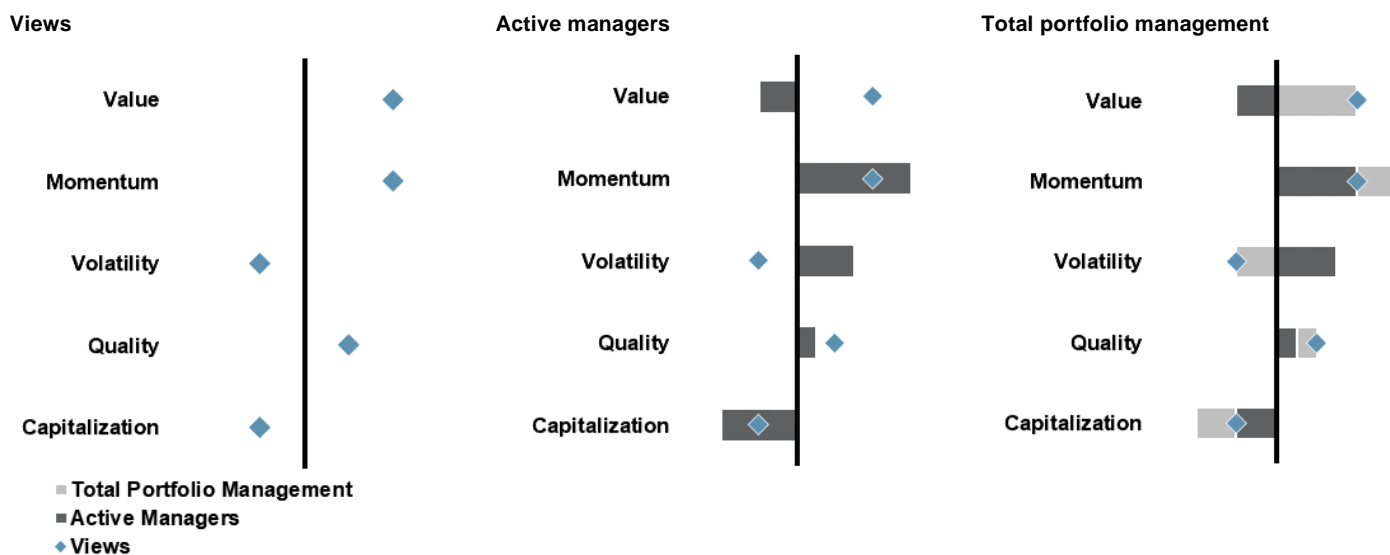 Views
Value
Momentum
Volatility
Quality
Capitalization
Total Portfolio Management
Active Managers
Views
Active managers
Value
Momentum
Volatility
Quality
Capitalization
Total portfolio management
Value
Momentum
Volatility
Quality
Capitalization